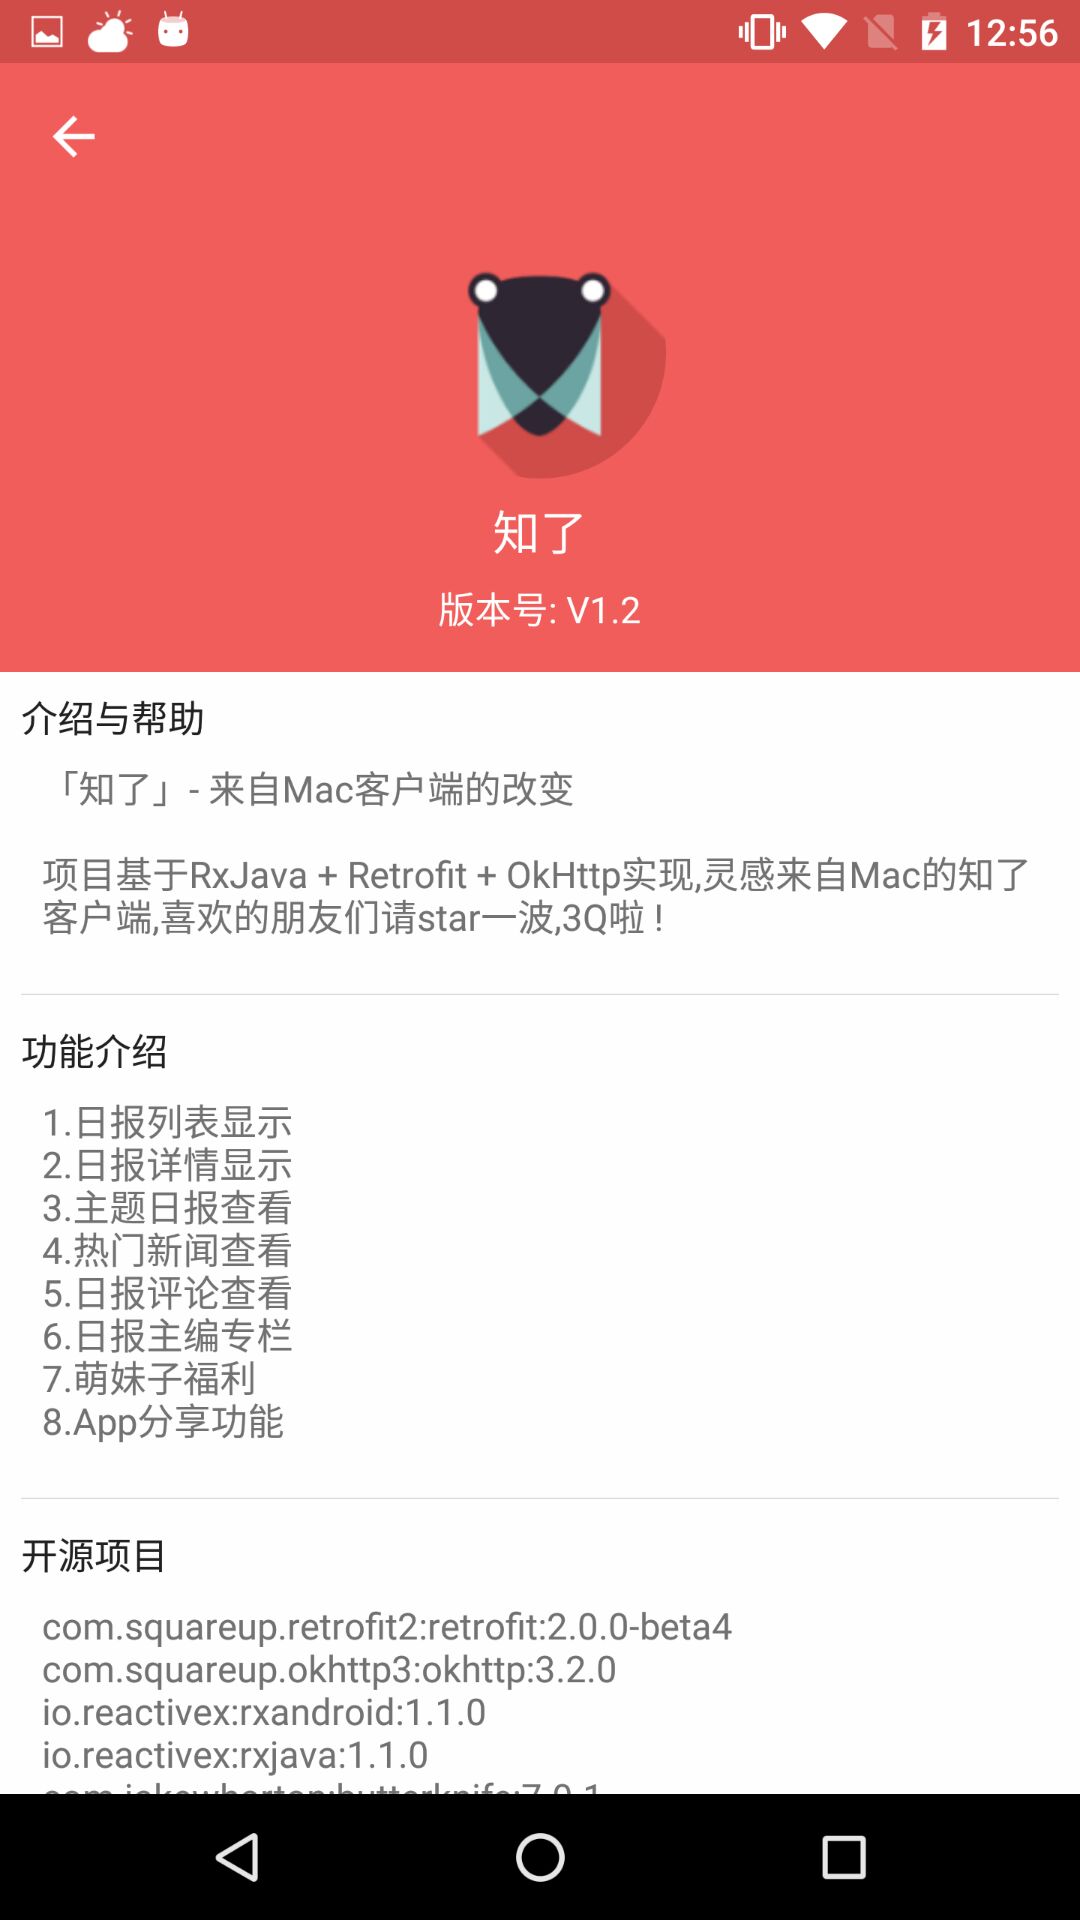 12:56
知了
版本号: V1.2
介绍与帮助
「知了」- 来自Mac客户端的改变
项目基于RxJava + Retrofit + OkHttp实现,灵感来自Mac的知了
客户端,喜欢的朋友们请star一波,3Q啦 !
功能介绍
1.日报列表显示
2.日报详情显示
3.主题日报查看
4.热门新闻查看
5.日报评论查看
6.日报主编专栏
7.萌妹子福利
8.App分享功能
开源项目
com.squareup.retrofit2:retrofit:2.0.0-beta4
com.squareup.okhttp3:okhttp:3.2.0
io.reactivex:rxandroid:1.1.0
io.reactivex:rxjava:1.1.0
com.jakewharton:butterknife:7.0.1